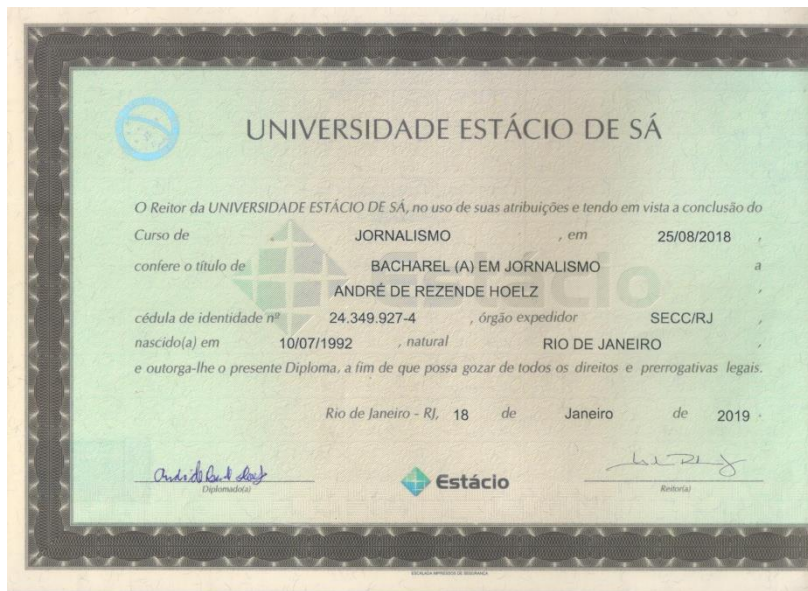 UNIVERSIDADE ESTÁCIO DE SÁ
O Reitor da UNIVERSIDADE ESTÁCIO DE SÁ, no uso de suas atribuições e tendo em vista a conclusão do
Curso de JORNALISMO , em 25/08/2018 ,
confere o título de BACHAREL (A) EM JORNALISMO a
ANDRÉ DE REZENDE HOELZ ,
cédula de identidade nº 24.349.927-4 , órgão expedidor SECC/RJ ,
nascido(a) em 10/07/1992 , natural RIO DE JANEIRO ,
e outorga-lhe o presente Diploma, a fim de que possa gozar de todos os direitos e prerrogativas legais.
Rio de Janeiro - RJ, 18 de Janeiro de 2019 .
Diplomado(a) Estácio Reitor(a)